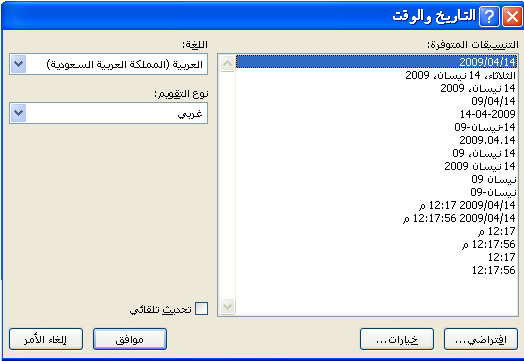 التاريخ والوقت
التنسيقات المتوفرة:
2009/04/14
الثلاثاء، 14 نيسان، 2009
14 نيسان، 2009
09/04/14
14-04-2009
14-نيسان-09
2009.04.14
14 نيسان، 09
14 نيسان 2009
نيسان 09
نيسان-09
2009/04/14 12:17 م
2009/04/14 12:17:56 م
12:17 م
12:17:56 م
12:17
12:17:56
اللغة:
العربية (المملكة العربية السعودية)
نوع التقويم:
غربي
تحديث تلقائي
افتراضي...
خيارات...
موافق
إلغاء الأمر